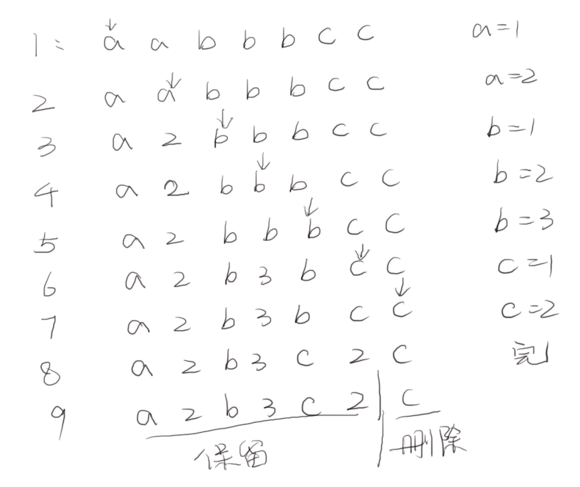 1: a a b b b c c a=1
2 a a b b b c c a=2
3 a 2 b b b c c b=1
4 a 2 b b b c c b=2
5 a 2 b b b c c b=3
6 a 2 b 3 b c c c=1
7 a 2 b 3 b c c c=2
8 a 2 b 3 c 2 c 完
9 a 2 b 3 c 2 c
保留 删除